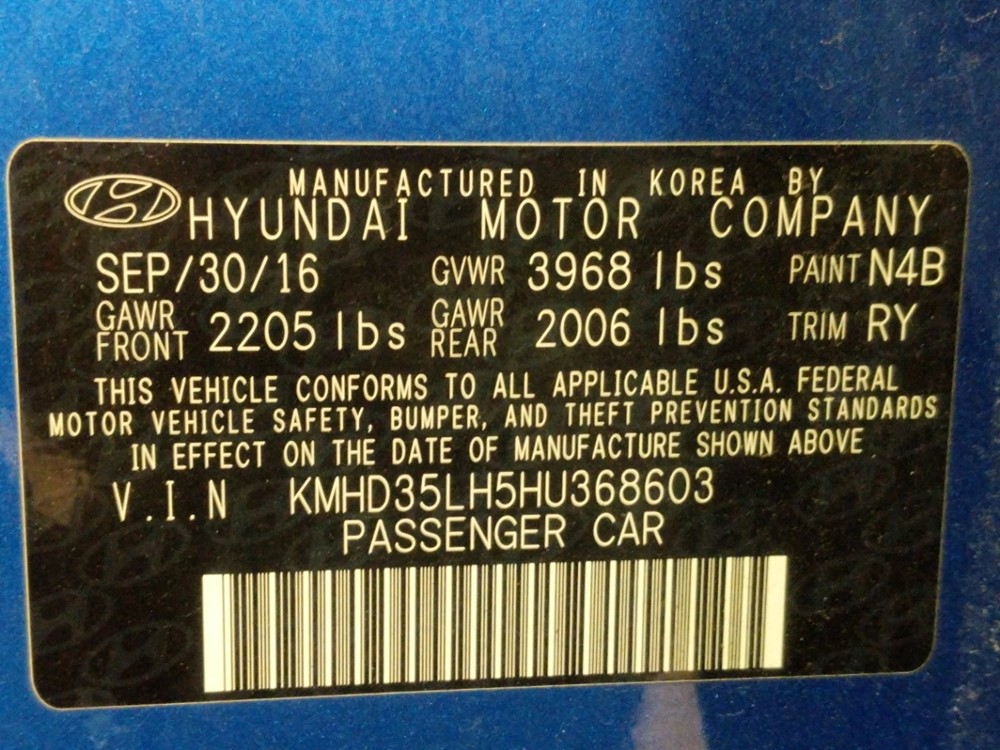 MANUFACTURED IN KOREA BY
HYUNDAI MOTOR COMPANY
SEP/30/16 GVWR 3968 lbs PAINT N4B
GAWR FRONT 2205 lbs GAWR REAR 2006 lbs TRIM RY
THIS VEHICLE CONFORMS TO ALL APPLICABLE U.S.A. FEDERAL
MOTOR VEHICLE SAFETY, BUMPER, AND THEFT PREVENTION STANDARDS
IN EFFECT ON THE DATE OF MANUFACTURE SHOWN ABOVE
V.I.N KMHD35LH5HU368603
PASSENGER CAR